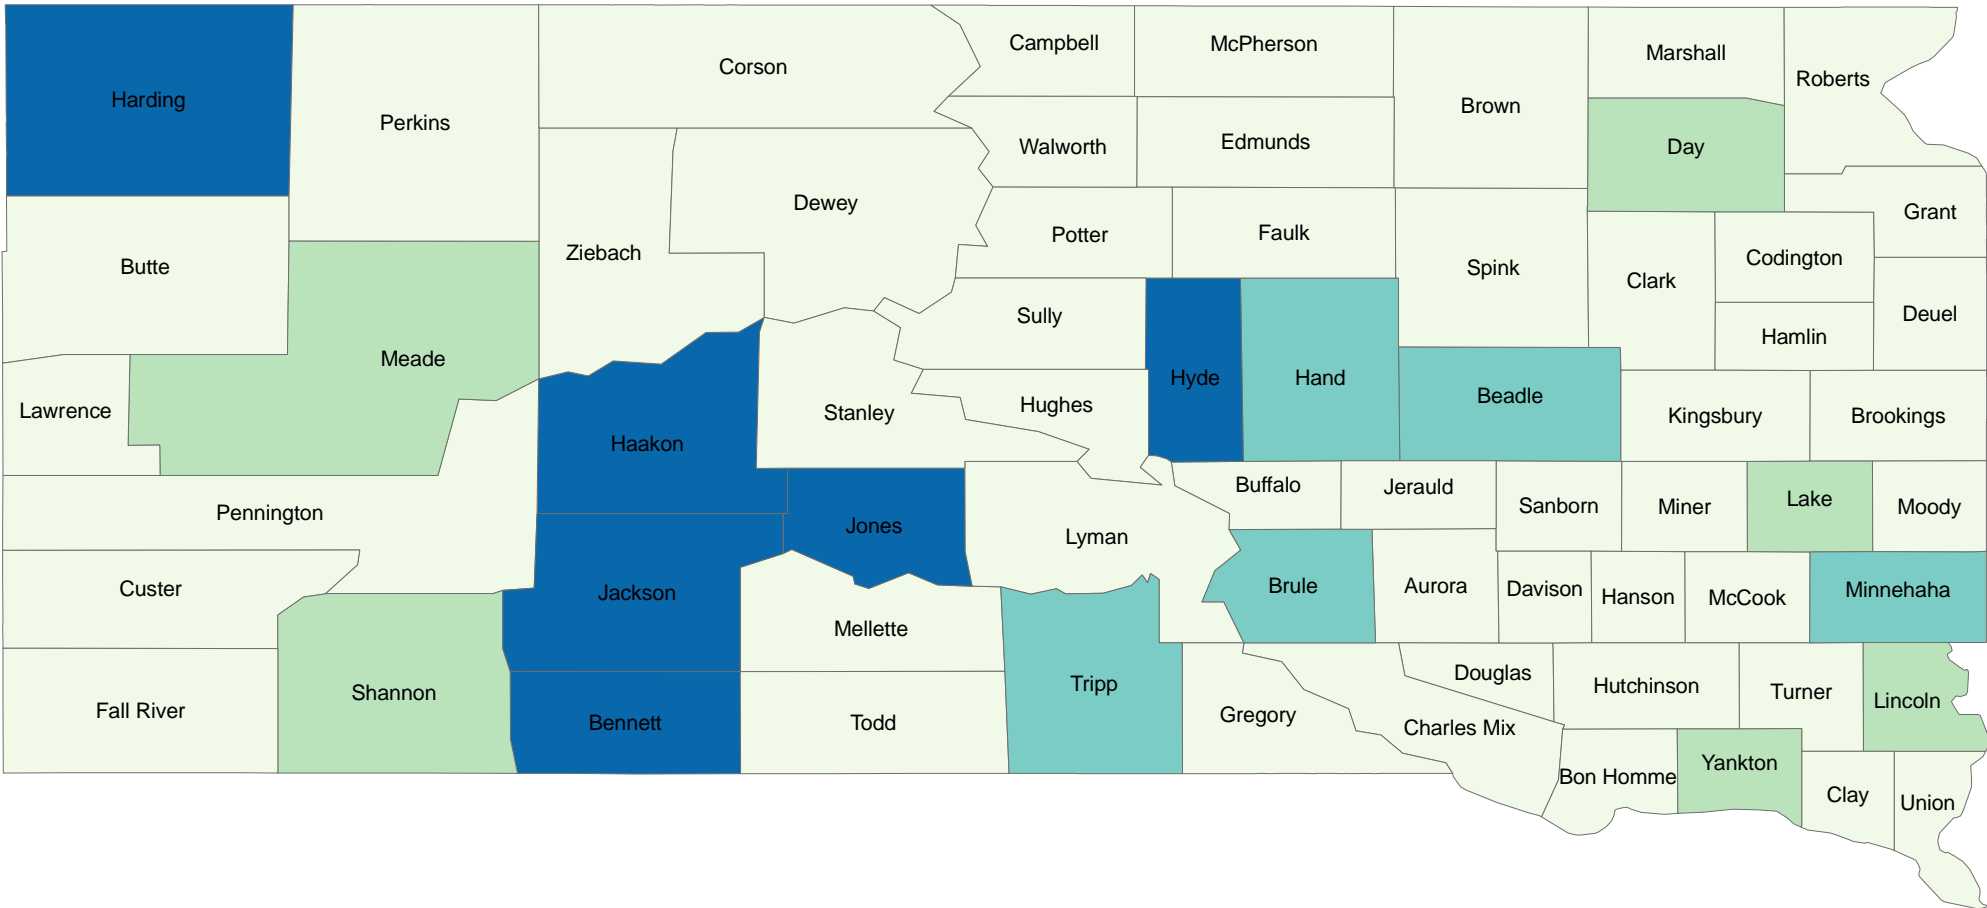 Campbell
McPherson
Marshall
Corson
Roberts
Harding
Brown
Perkins
Edmunds
Walworth
Day
Dewey
Grant
Faulk
Potter
Ziebach
Codington
Butte
Spink
Clark
Deuel
Sully
Hamlin
Meade
Hyde
Hand
Beadle
Hughes
Lawrence
Stanley
Kingsbury
Brookings
Haakon
Buffalo
Jerauld
Lake
Sanborn
Miner
Moody
Pennington
Jones
Lyman
Brule
Aurora
Custer
Davison
Minnehaha
Jackson
Hanson
McCook
Mellette
Douglas
Tripp
Hutchinson
Shannon
Turner
Lincoln
Fall River
Gregory
Bennett
Todd
Charles Mix
Yankton
Bon Homme
Clay
Union